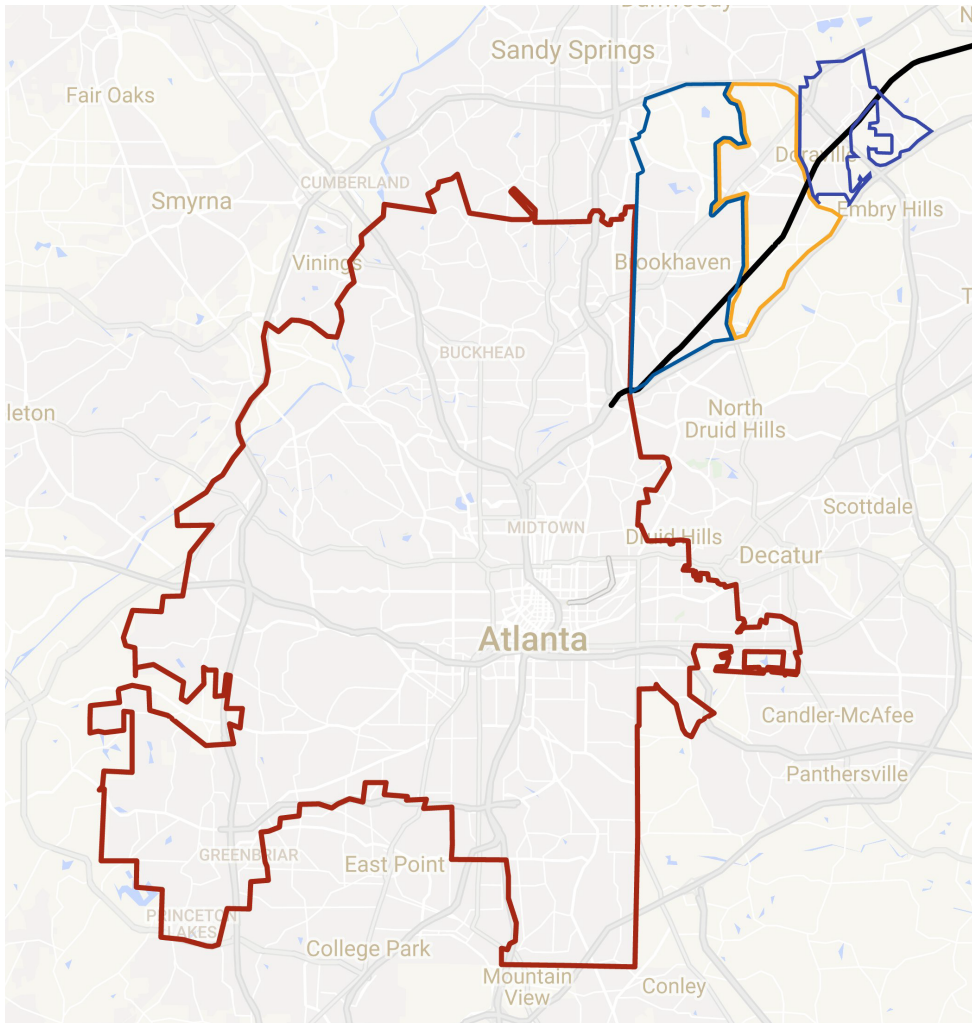 Sandy Springs
Fair Oaks
Doraville
CUMBERLAND
Smyrna
Embry Hills
Vinings
Brookhaven
BUCKHEAD
leton
North
Druid Hills
Scottdale
MIDTOWN
Druid Hills
Decatur
Atlanta
Candler-McAfee
Panthersville
GREENBRIAR
East Point
PRINCETON
LAKES
College Park
Mountain
View
Conley